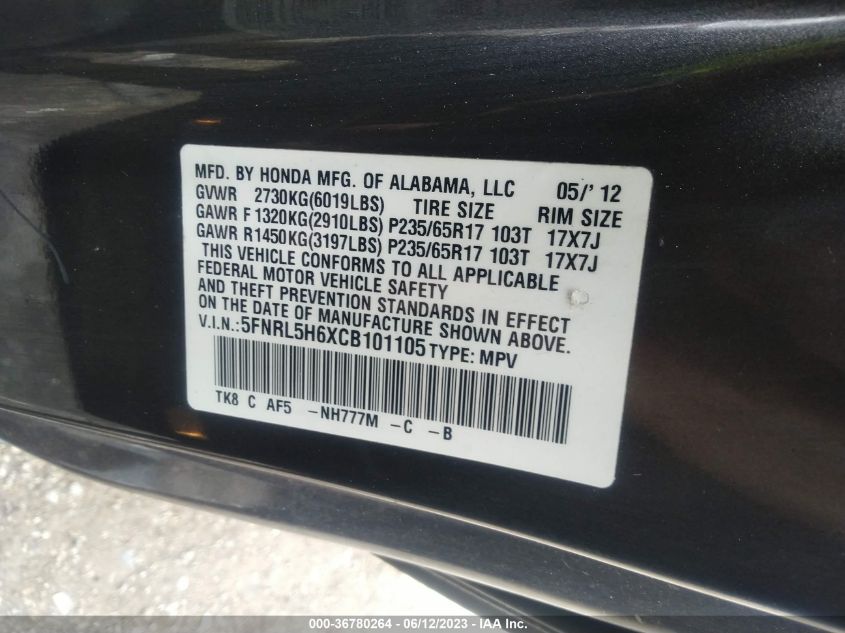 MFD. BY HONDA MFG. OF ALABAMA, LLC 05/'12
GVWR 2730KG(6019LBS) TIRE SIZE RIM SIZE
GAWR F 1320KG(2910LBS) P235/65R17 103T 17X7J
GAWR R1450KG(3197LBS) P235/65R17 103T 17X7J
THIS VEHICLE CONFORMS TO ALL APPLICABLE
FEDERAL MOTOR VEHICLE SAFETY
AND THEFT PREVENTION STANDARDS IN EFFECT
ON THE DATE OF MANUFACTURE SHOWN ABOVE.
V.I.N.:5FNRL5H6XCB101105 TYPE: MPV
TK8 C AF5 -NH777M -C -B
000-36780264 - 06/12/2023 - IAA Inc.